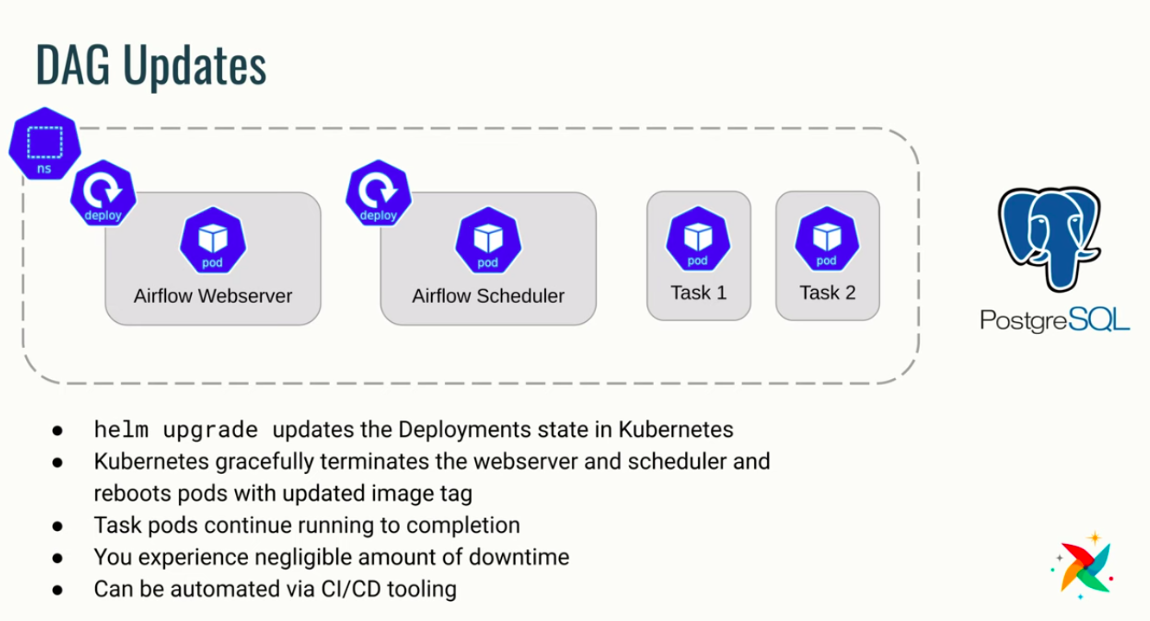 DAG Updates
ns
deploy
deploy
pod
pod
pod
pod
Airflow Webserver
Airflow Scheduler
Task 1
Task 2
PostgreSQL
● helm upgrade updates the Deployments state in Kubernetes
● Kubernetes gracefully terminates the webserver and scheduler and
reboots pods with updated image tag
● Task pods continue running to completion
● You experience negligible amount of downtime
● Can be automated via CI/CD tooling